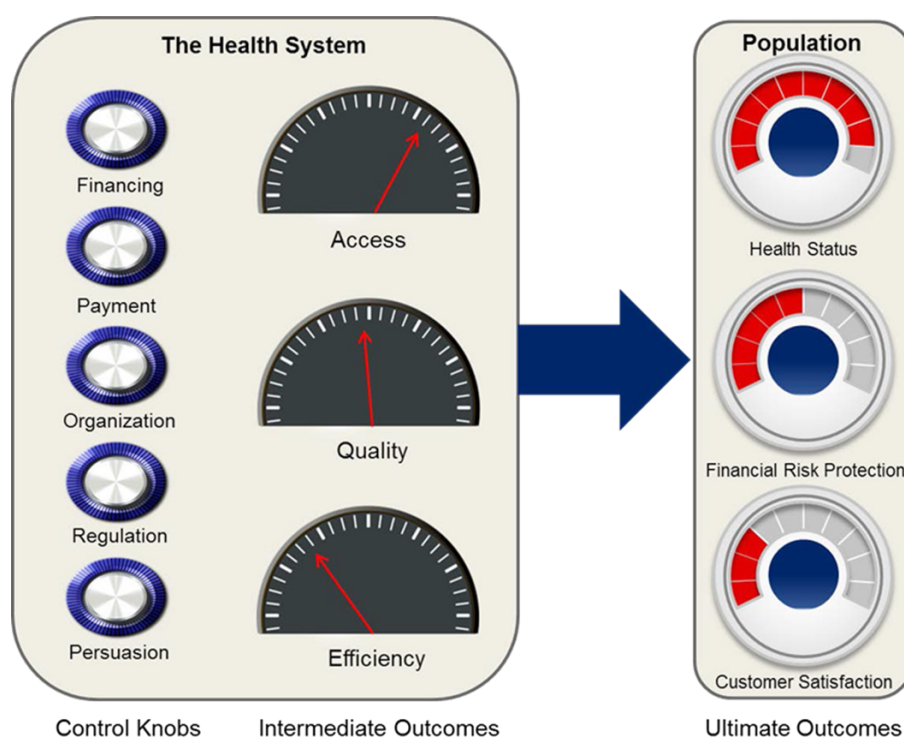 The Health System
Financing
Payment
Organization
Regulation
Persuasion
Access
Quality
Efficiency
Population
Health Status
Financial Risk Protection
Customer Satisfaction
Control Knobs
Intermediate Outcomes
Ultimate Outcomes